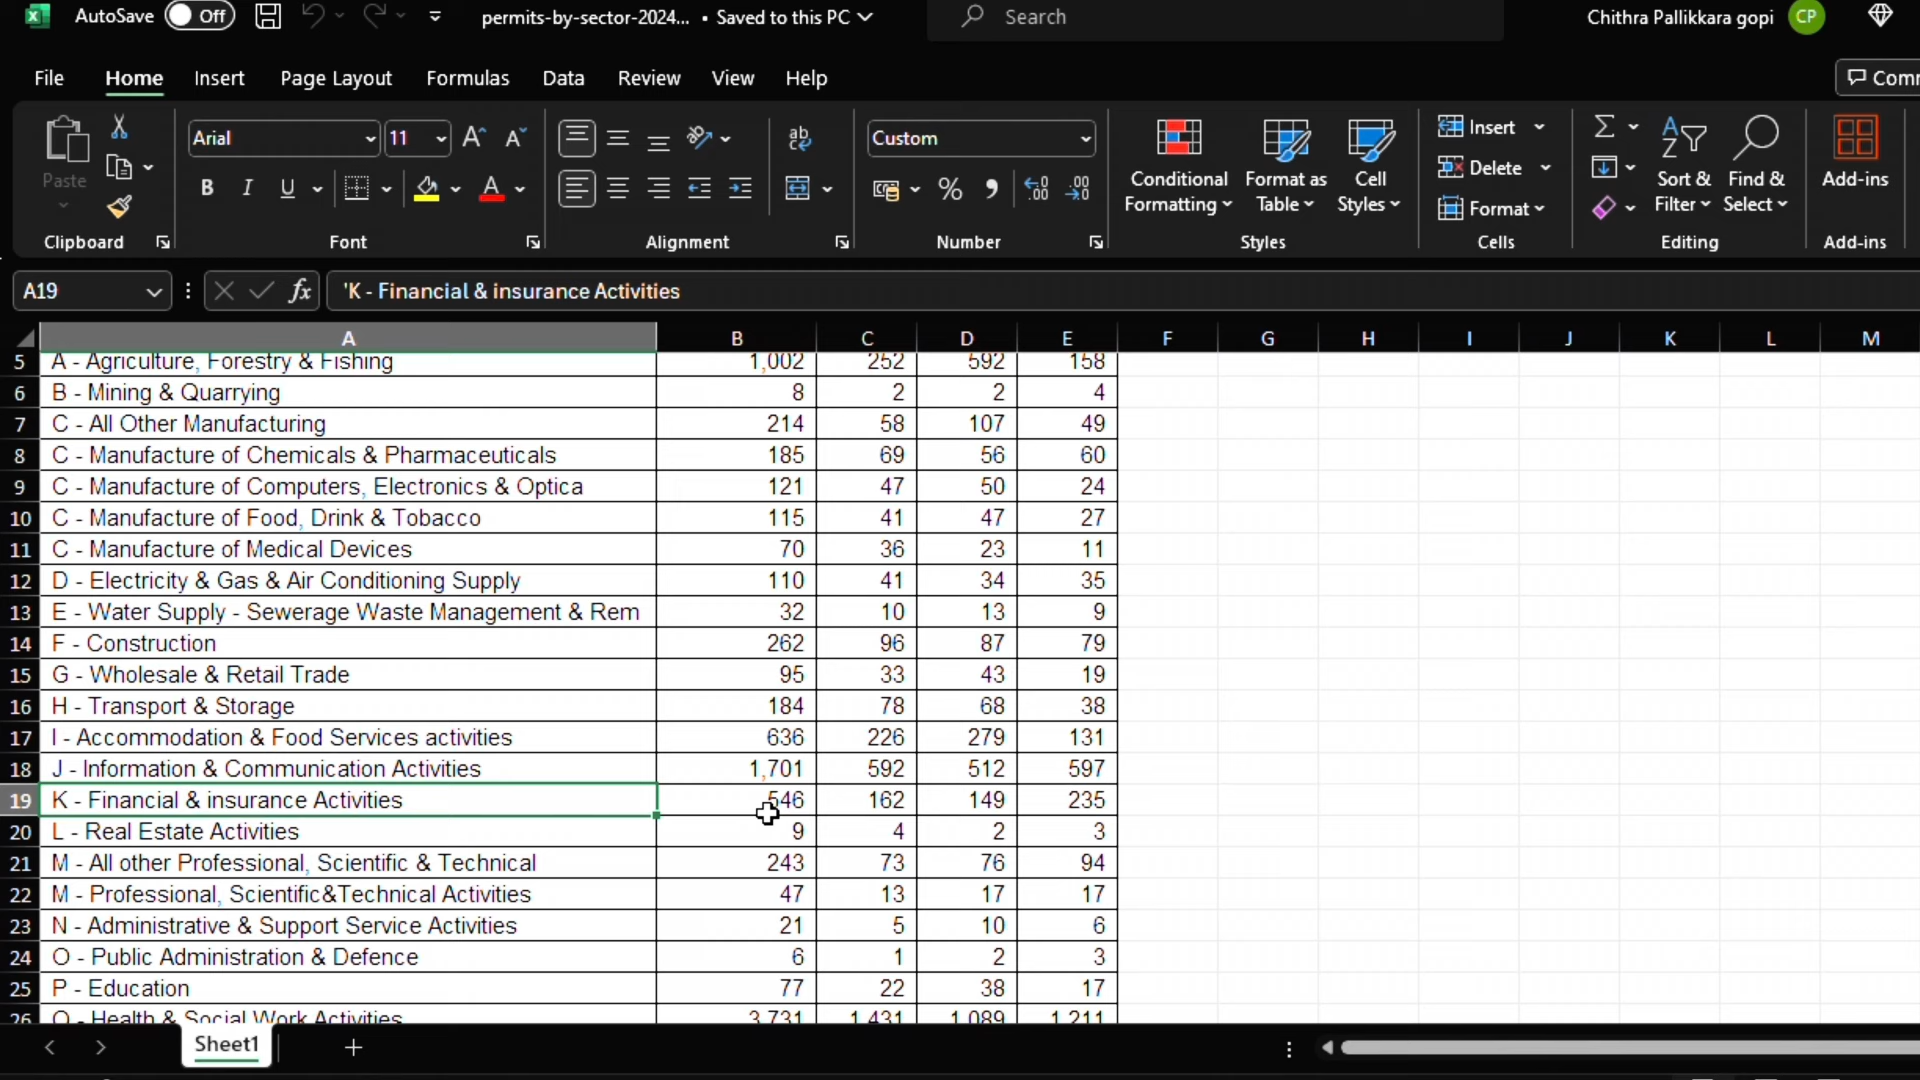 AutoSave Off permits-by-sector-2024... • Saved to this PC Search Chithra Pallikkara gopi CP
File Home Insert Page Layout Formulas Data Review View Help
Paste Arial 11 Custom Conditional Formatting Format as Table Cell Styles Insert Delete Format Sort & Filter Find & Select Add-ins
Clipboard Font Alignment Number Styles Cells Editing Add-ins
A19 fx 'K - Financial & insurance Activities
A B C D E F G H I J K L M
5 A - Agriculture, Forestry & Fishing 1,002 252 592 158
6 B - Mining & Quarrying 8 2 2 4
7 C - All Other Manufacturing 214 58 107 49
8 C - Manufacture of Chemicals & Pharmaceuticals 185 69 56 60
9 C - Manufacture of Computers, Electronics & Optica 121 47 50 24
10 C - Manufacture of Food, Drink & Tobacco 115 41 47 27
11 C - Manufacture of Medical Devices 70 36 23 11
12 D - Electricity & Gas & Air Conditioning Supply 110 41 34 35
13 E - Water Supply - Sewerage Waste Management & Rem 32 10 13 9
14 F - Construction 262 96 87 79
15 G - Wholesale & Retail Trade 95 33 43 19
16 H - Transport & Storage 184 78 68 38
17 I - Accommodation & Food Services activities 636 226 279 131
18 J - Information & Communication Activities 1,701 592 512 597
19 K - Financial & insurance Activities 546 162 149 235
20 L - Real Estate Activities 9 4 2 3
21 M - All other Professional, Scientific & Technical 243 73 76 94
22 M - Professional, Scientific&Technical Activities 47 13 17 17
23 N - Administrative & Support Service Activities 21 5 10 6
24 O - Public Administration & Defence 6 1 2 3
25 P - Education 77 22 38 17
26 Q - Health & Social Work Activities 3,731 1,431 1,089 1,211
Sheet1